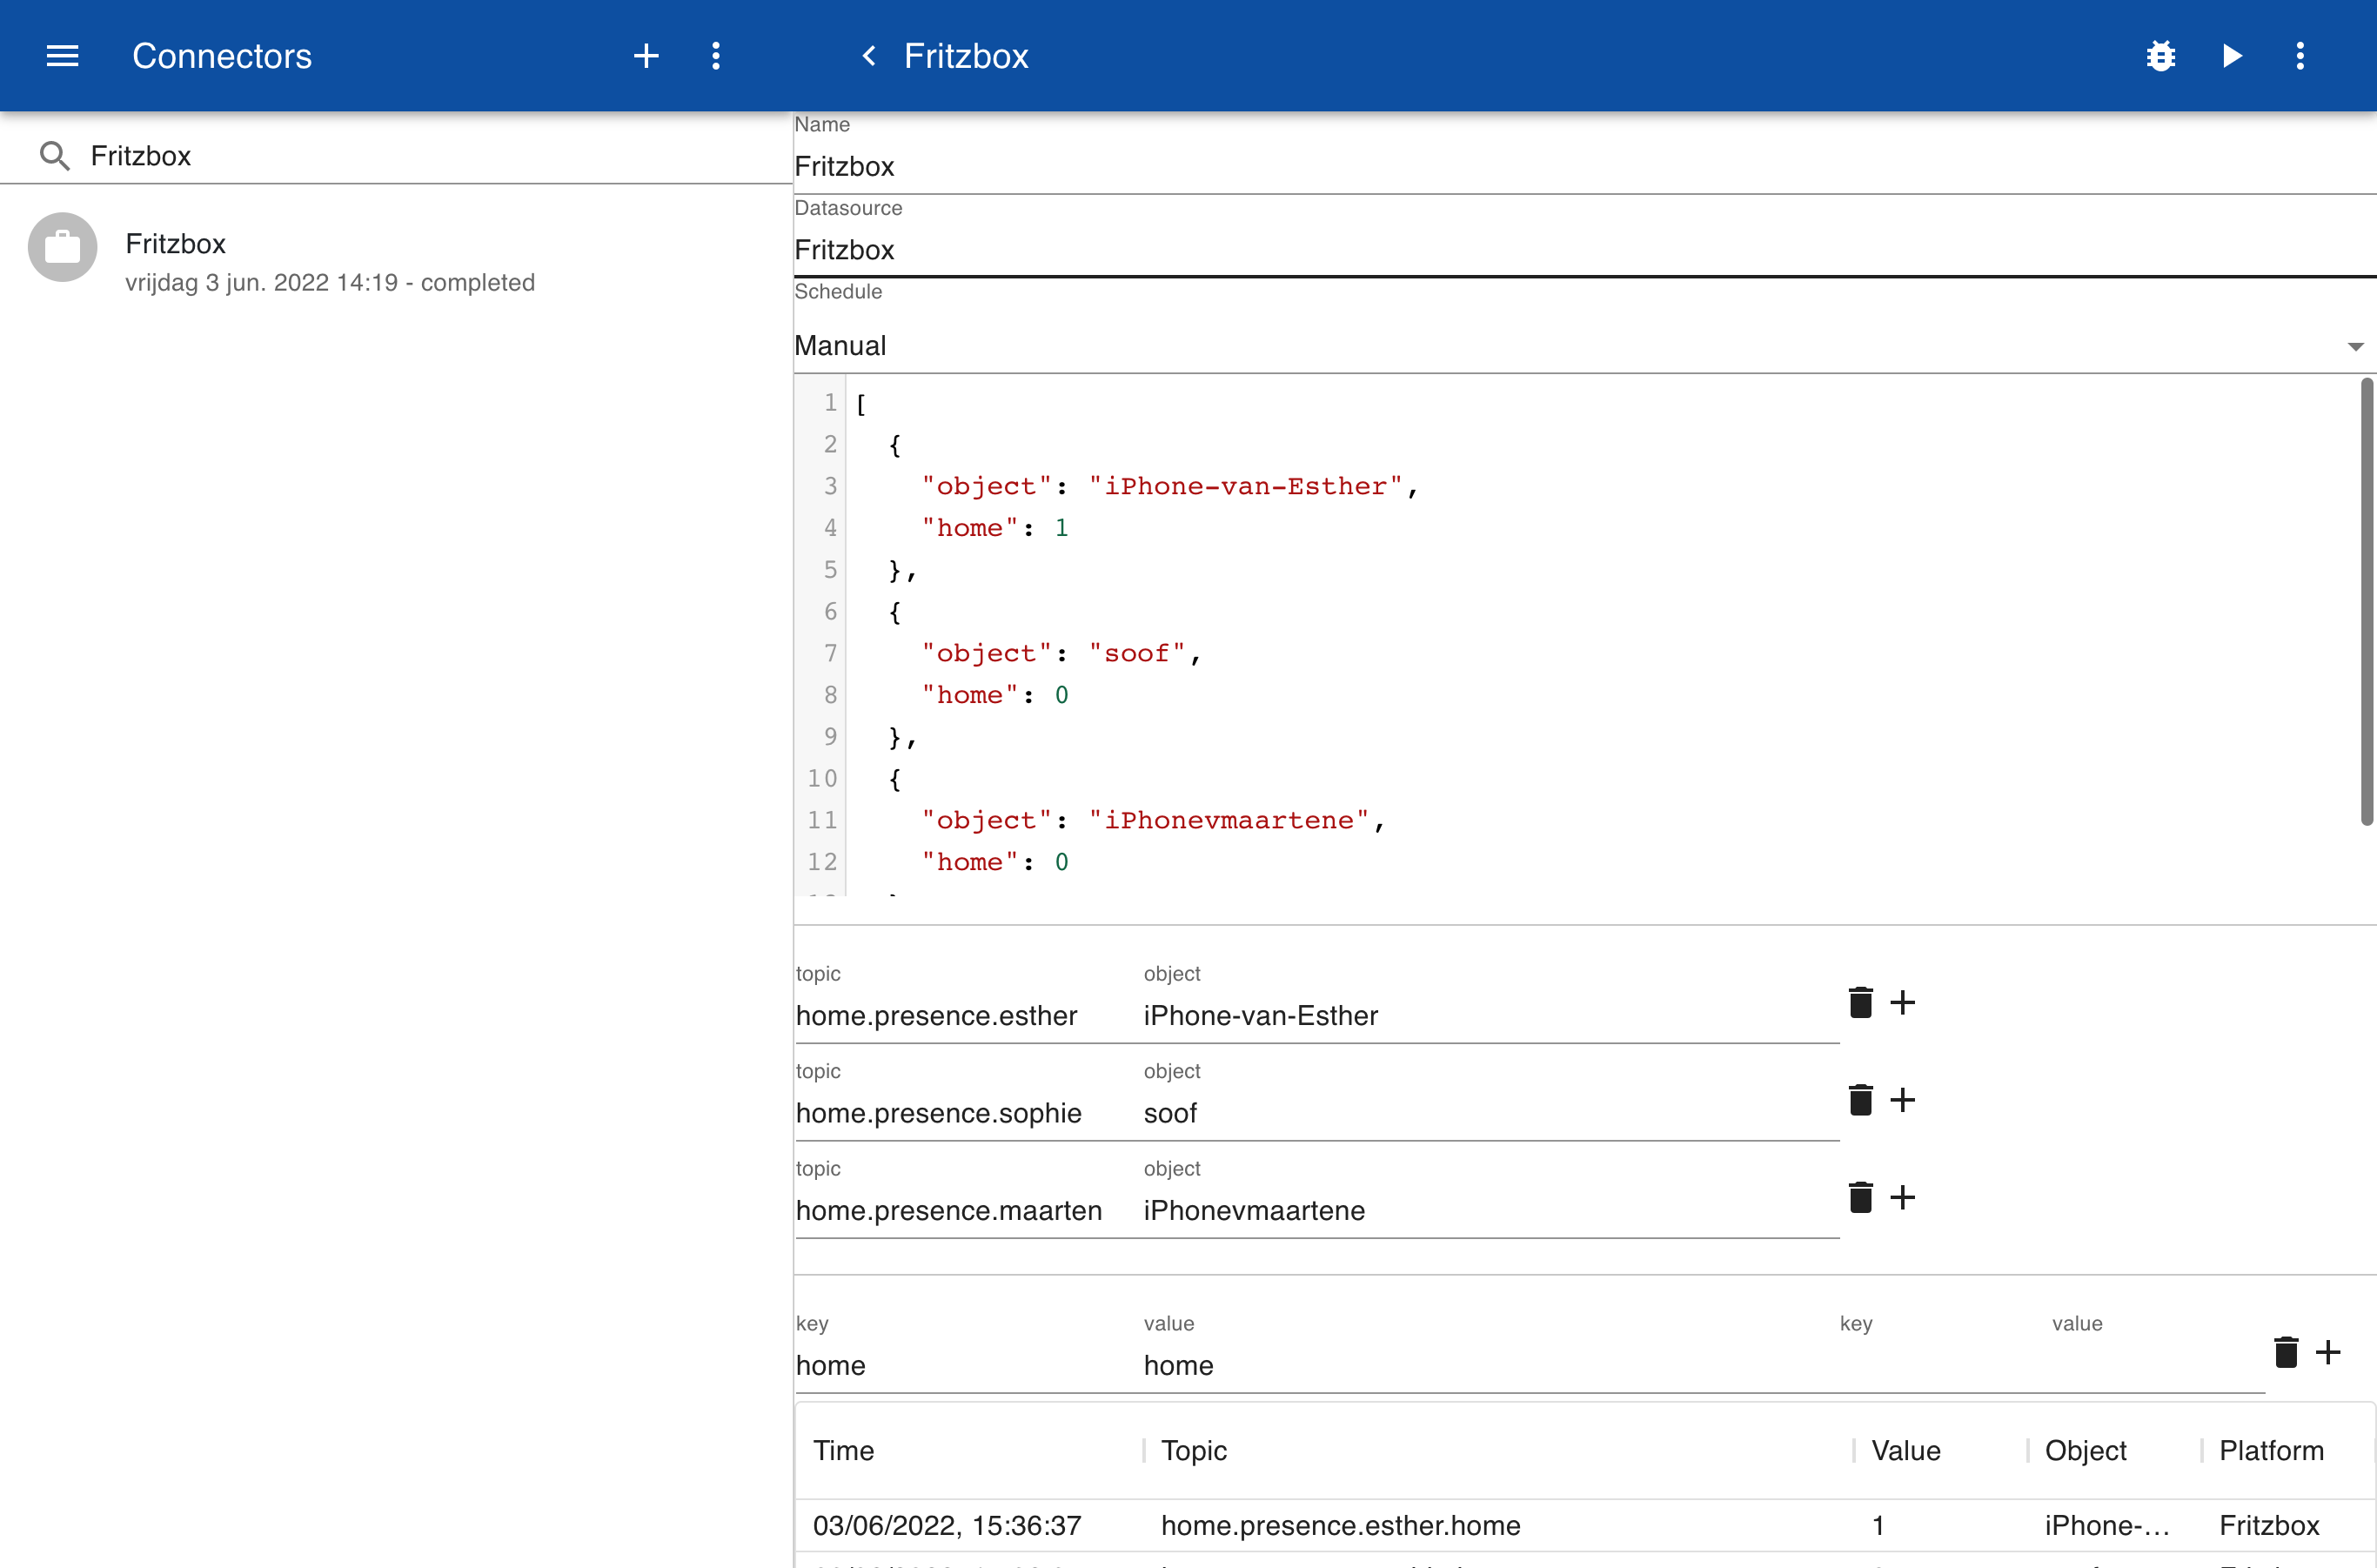 Connectors
Fritzbox
Fritzbox
Fritzbox
vrijdag 3 jun. 2022 14:19 - completed
Name
Fritzbox
Datasource
Fritzbox
Schedule
Manual
1 [
2 {
3 "object": "iPhone-van-Esther",
4 "home": 1
5 },
6 {
7 "object": "soof",
8 "home": 0
9 },
10 {
11 "object": "iPhonevmaartene",
12 "home": 0
topic object
home.presence.esther iPhone-van-Esther
topic object
home.presence.sophie soof
topic object
home.presence.maarten iPhonevmaartene
key value key value
home home
Time Topic Value Object Platform
03/06/2022, 15:36:37 home.presence.esther.home 1 iPhone-... Fritzbox